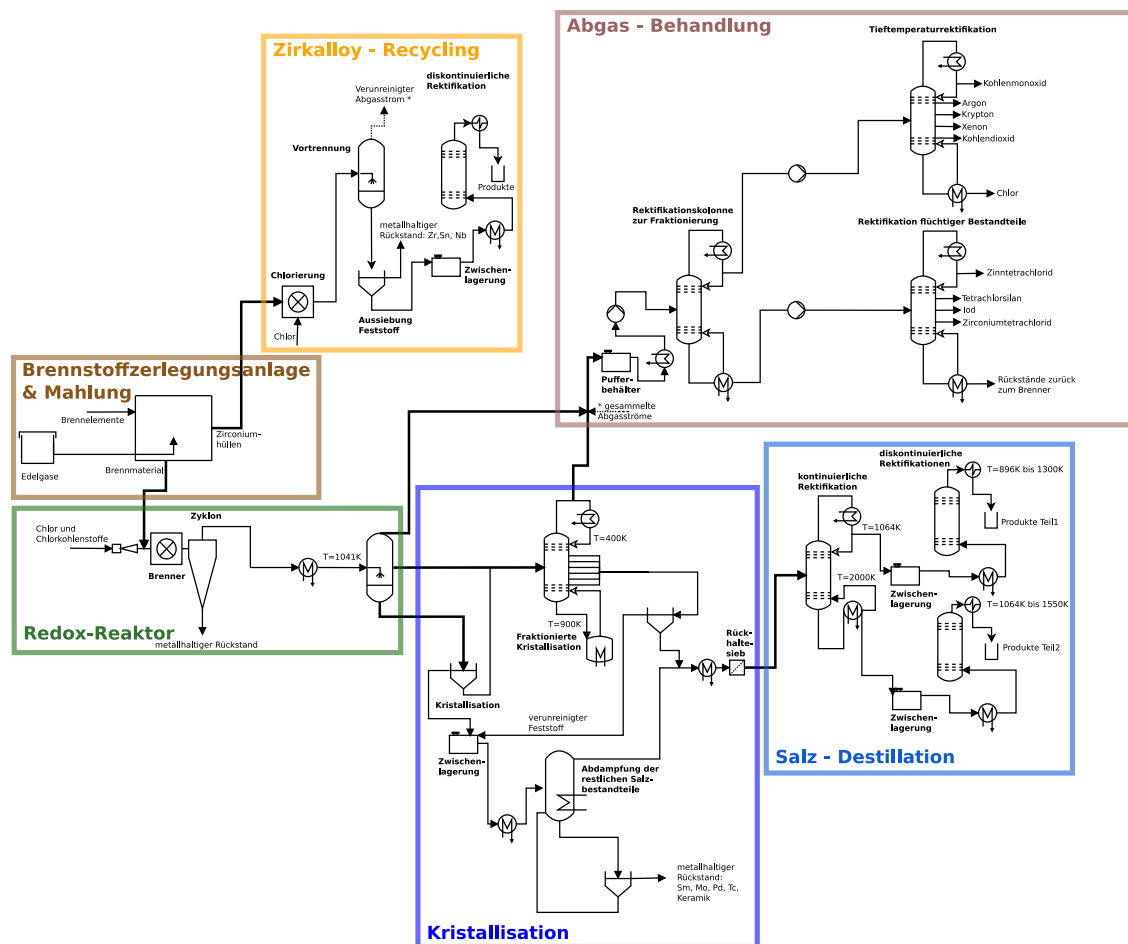 Zirkalloy - Recycling
diskontinuierliche
Rektifikation
Verunreinigter
Abgasstrom *
Vortrennung
Produkte
metallhaltiger
Rückstand: Zr,Sn, Nb
Zwischen-
lagerung
Chlorierung
Aussiebung
Feststoff
Chlor
Abgas - Behandlung
Tieftemperaturrektifikation
Kohlenmonoxid
Argon
Krypton
Xenon
Kohlendioxid
Chlor
Rektifikationskolonne
zur Fraktionierung
Rektifikation flüchtiger Bestandteile
Zinntetrachlorid
Tetrachlorsilan
Iod
Zirconiumtetrachlorid
Rückstände zurück
zum Brenner
Puffer-
behälter
* gesammelte
Abgasströme
Brennstoffzerlegungsanlage
& Mahlung
Brennelemente
Zirconium-
hüllen
Edelgase
Brennmaterial
Chlor und
Chlorkohlenstoffe
Zyklon
T=1041K
Brenner
metallhaltiger Rückstand
Redox-Reaktor
T=400K
T=900K
Fraktionierte
Kristallisation
Rück-
halte-
sieb
Kristallisation
verunreinigter
Feststoff
Zwischen-
lagerung
Abdampfung der
restlichen Salz-
bestandteile
metallhaltiger
Rückstand:
Sm, Mo, Pd, Tc,
Keramik
Kristallisation
diskontinuierliche
Rektifikationen
T=896K bis 1300K
kontinuierliche
Rektifikation
Produkte Teil1
T=1064K
T=2000K
Zwischen-
lagerung
T=1064K bis 1550K
Produkte Teil2
Zwischen-
lagerung
Salz - Destillation